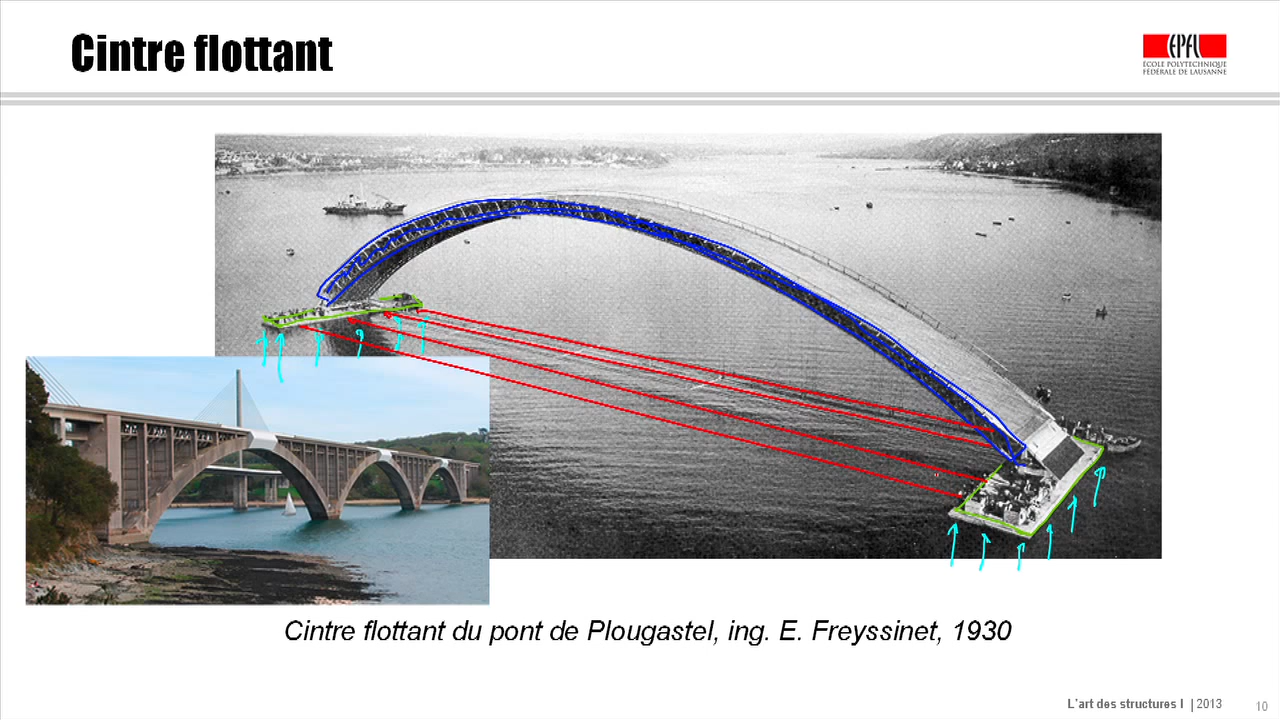 Cintre flottant
EPFL
ECOLE POLYTECHNIQUE
FÉDÉRALE DE LAUSANNE
Cintre flottant du pont de Plougastel, ing. E. Freyssinet, 1930
L'art des structures I | 2013
10